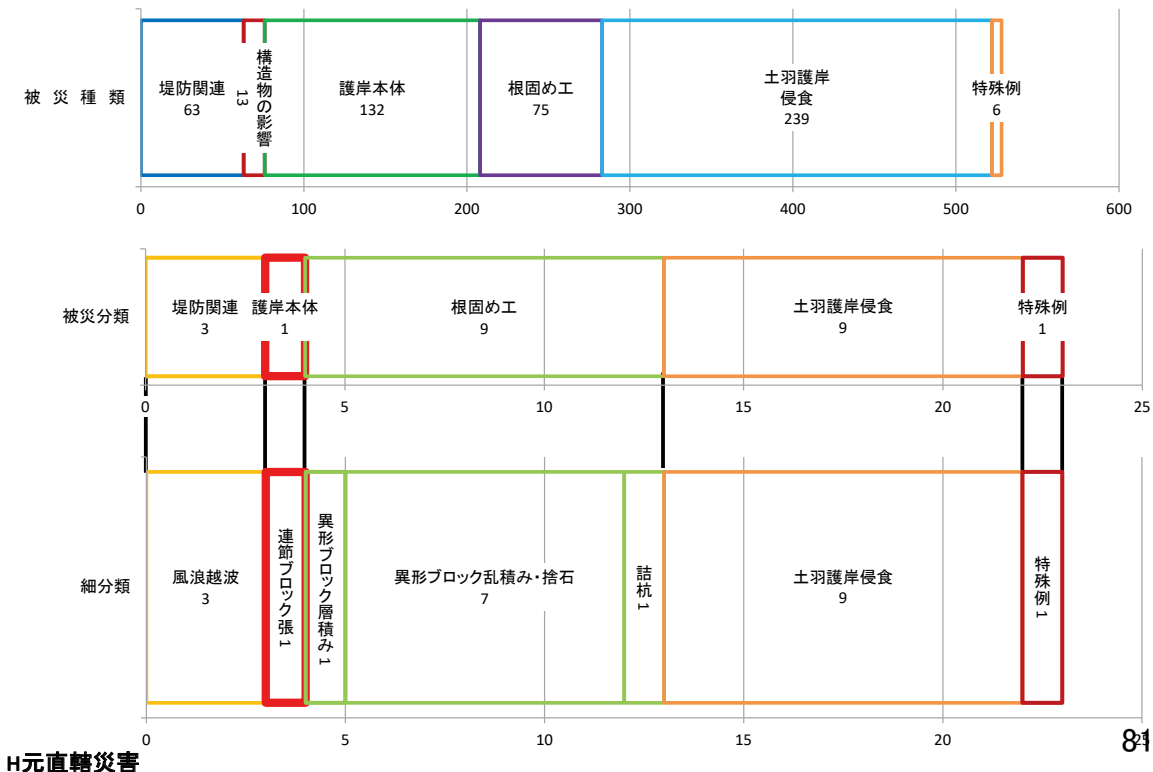 被 災 種 類
堤防関連
63
13
構造物の影響
護岸本体
132
根固め工
75
土羽護岸
侵食
239
特殊例
6
0 100 200 300 400 500 600
被災分類
堤防関連
3
護岸本体
1
根固め工
9
土羽護岸侵食
9
特殊例
1
0 5 10 15 20 25
細分類
風浪越波
3
連節ブロック張 1
異形ブロック層積み 1
異形ブロック乱積み・捨石
7
詰杭 1
土羽護岸侵食
9
特殊例 1
0 5 10 15 20 25
81
H元直轄災害